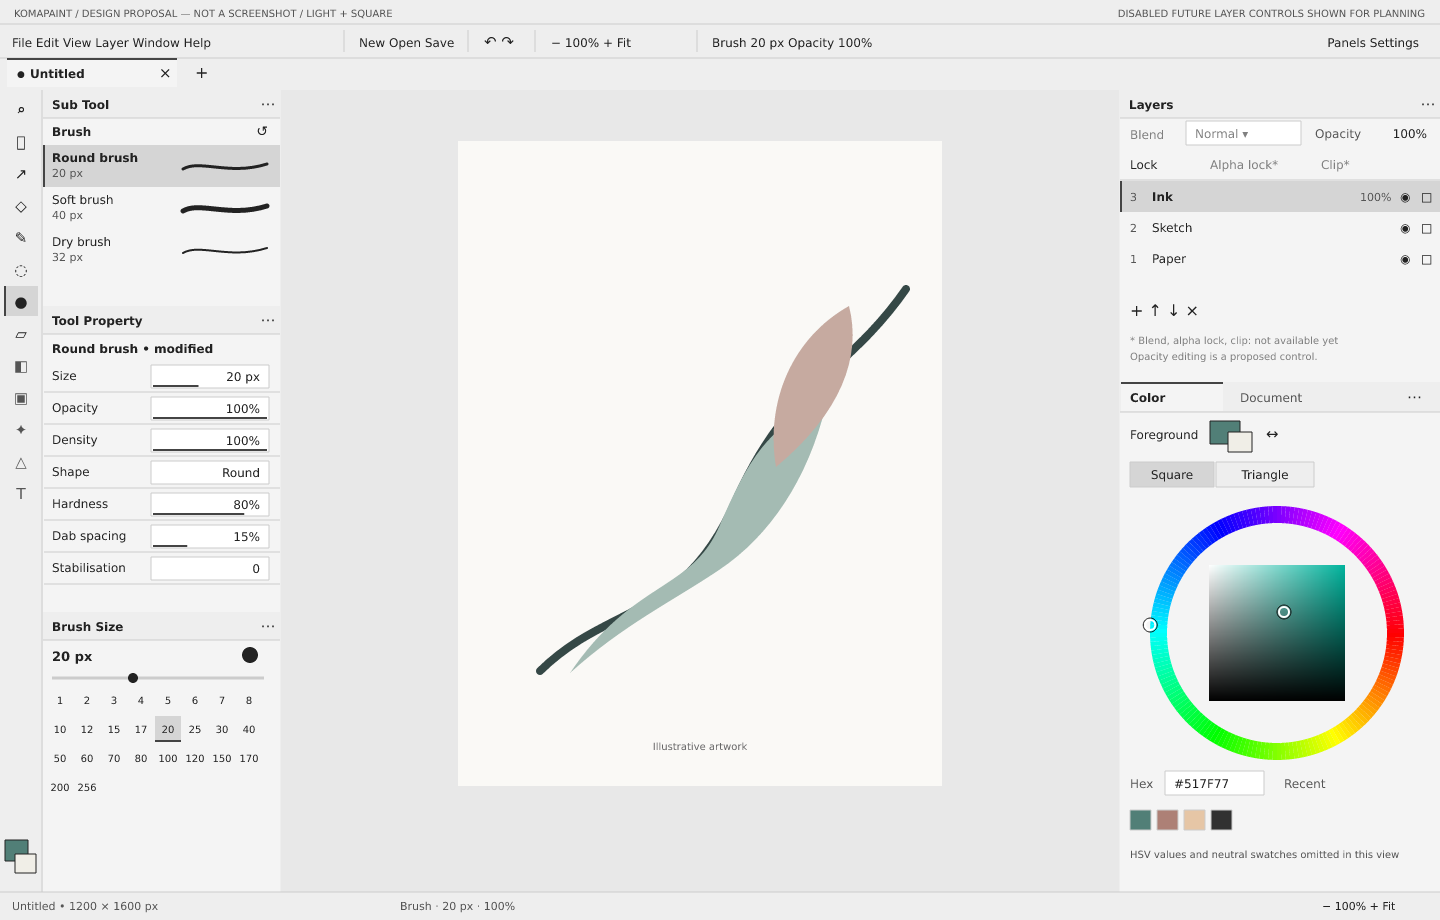 KOMAPAINT / DESIGN PROPOSAL — NOT A SCREENSHOT / LIGHT + SQUARE
DISABLED FUTURE LAYER CONTROLS SHOWN FOR PLANNING
File Edit View Layer Window Help
New Open Save
↶ ↷
− 100% + Fit
Brush 20 px Opacity 100%
Panels Settings
● Untitled ×
+
Sub Tool ⋯
Brush ↺
Round brush
20 px
Soft brush
40 px
Dry brush
32 px
Tool Property ⋯
Round brush • modified
Size 20 px
Opacity 100%
Density 100%
Shape Round
Hardness 80%
Dab spacing 15%
Stabilisation 0
Brush Size ⋯
20 px
1 2 3 4 5 6 7 8
10 12 15 17 20 25 30 40
50 60 70 80 100 120 150 170
200 256
T
Illustrative artwork
Layers ⋯
Blend Normal ▾ Opacity 100%
Lock Alpha lock* Clip*
3 Ink 100% ◉ □
2 Sketch ◉ □
1 Paper ◉ □
+ ↑ ↓ ×
* Blend, alpha lock, clip: not available yet
Opacity editing is a proposed control.
Color Document ⋯
Foreground ↔
Square Triangle
Hex #517F77 Recent
HSV values and neutral swatches omitted in this view
Untitled • 1200 × 1600 px
Brush · 20 px · 100%
− 100% + Fit